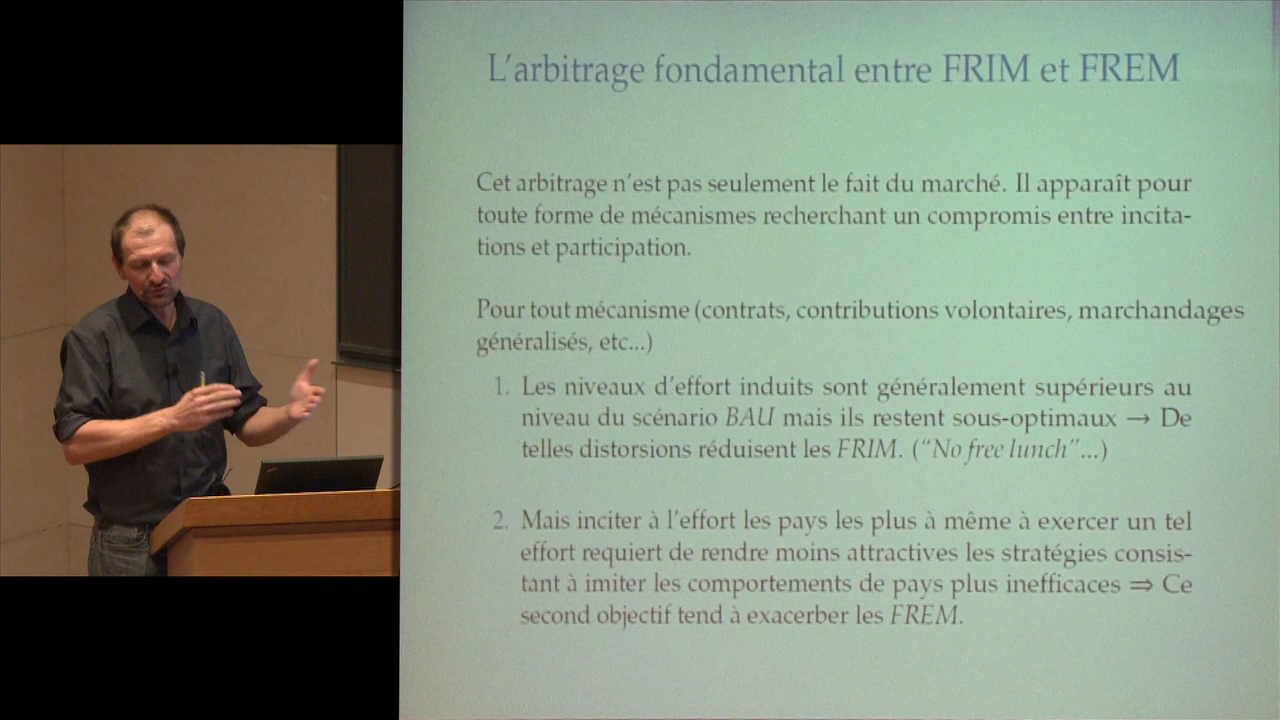 L'arbitrage fondamental entre FRIM et FREM
Cet arbitrage n'est pas seulement le fait du marché. Il apparaît pour
toute forme de mécanismes recherchant un compromis entre incita-
tions et participation.
Pour tout mécanisme (contrats, contributions volontaires, marchandages
généralisés, etc...)
1. Les niveaux d'effort induits sont généralement supérieurs au
niveau du scénario BAU mais ils restent sous-optimaux → De
telles distorsions réduisent les FRIM. ("No free lunch"...)
2. Mais inciter à l'effort les pays les plus à même à exercer un tel
effort requiert de rendre moins attractives les stratégies consis-
tant à imiter les comportements de pays plus inefficaces ⇒ Ce
second objectif tend à exacerber les FREM.